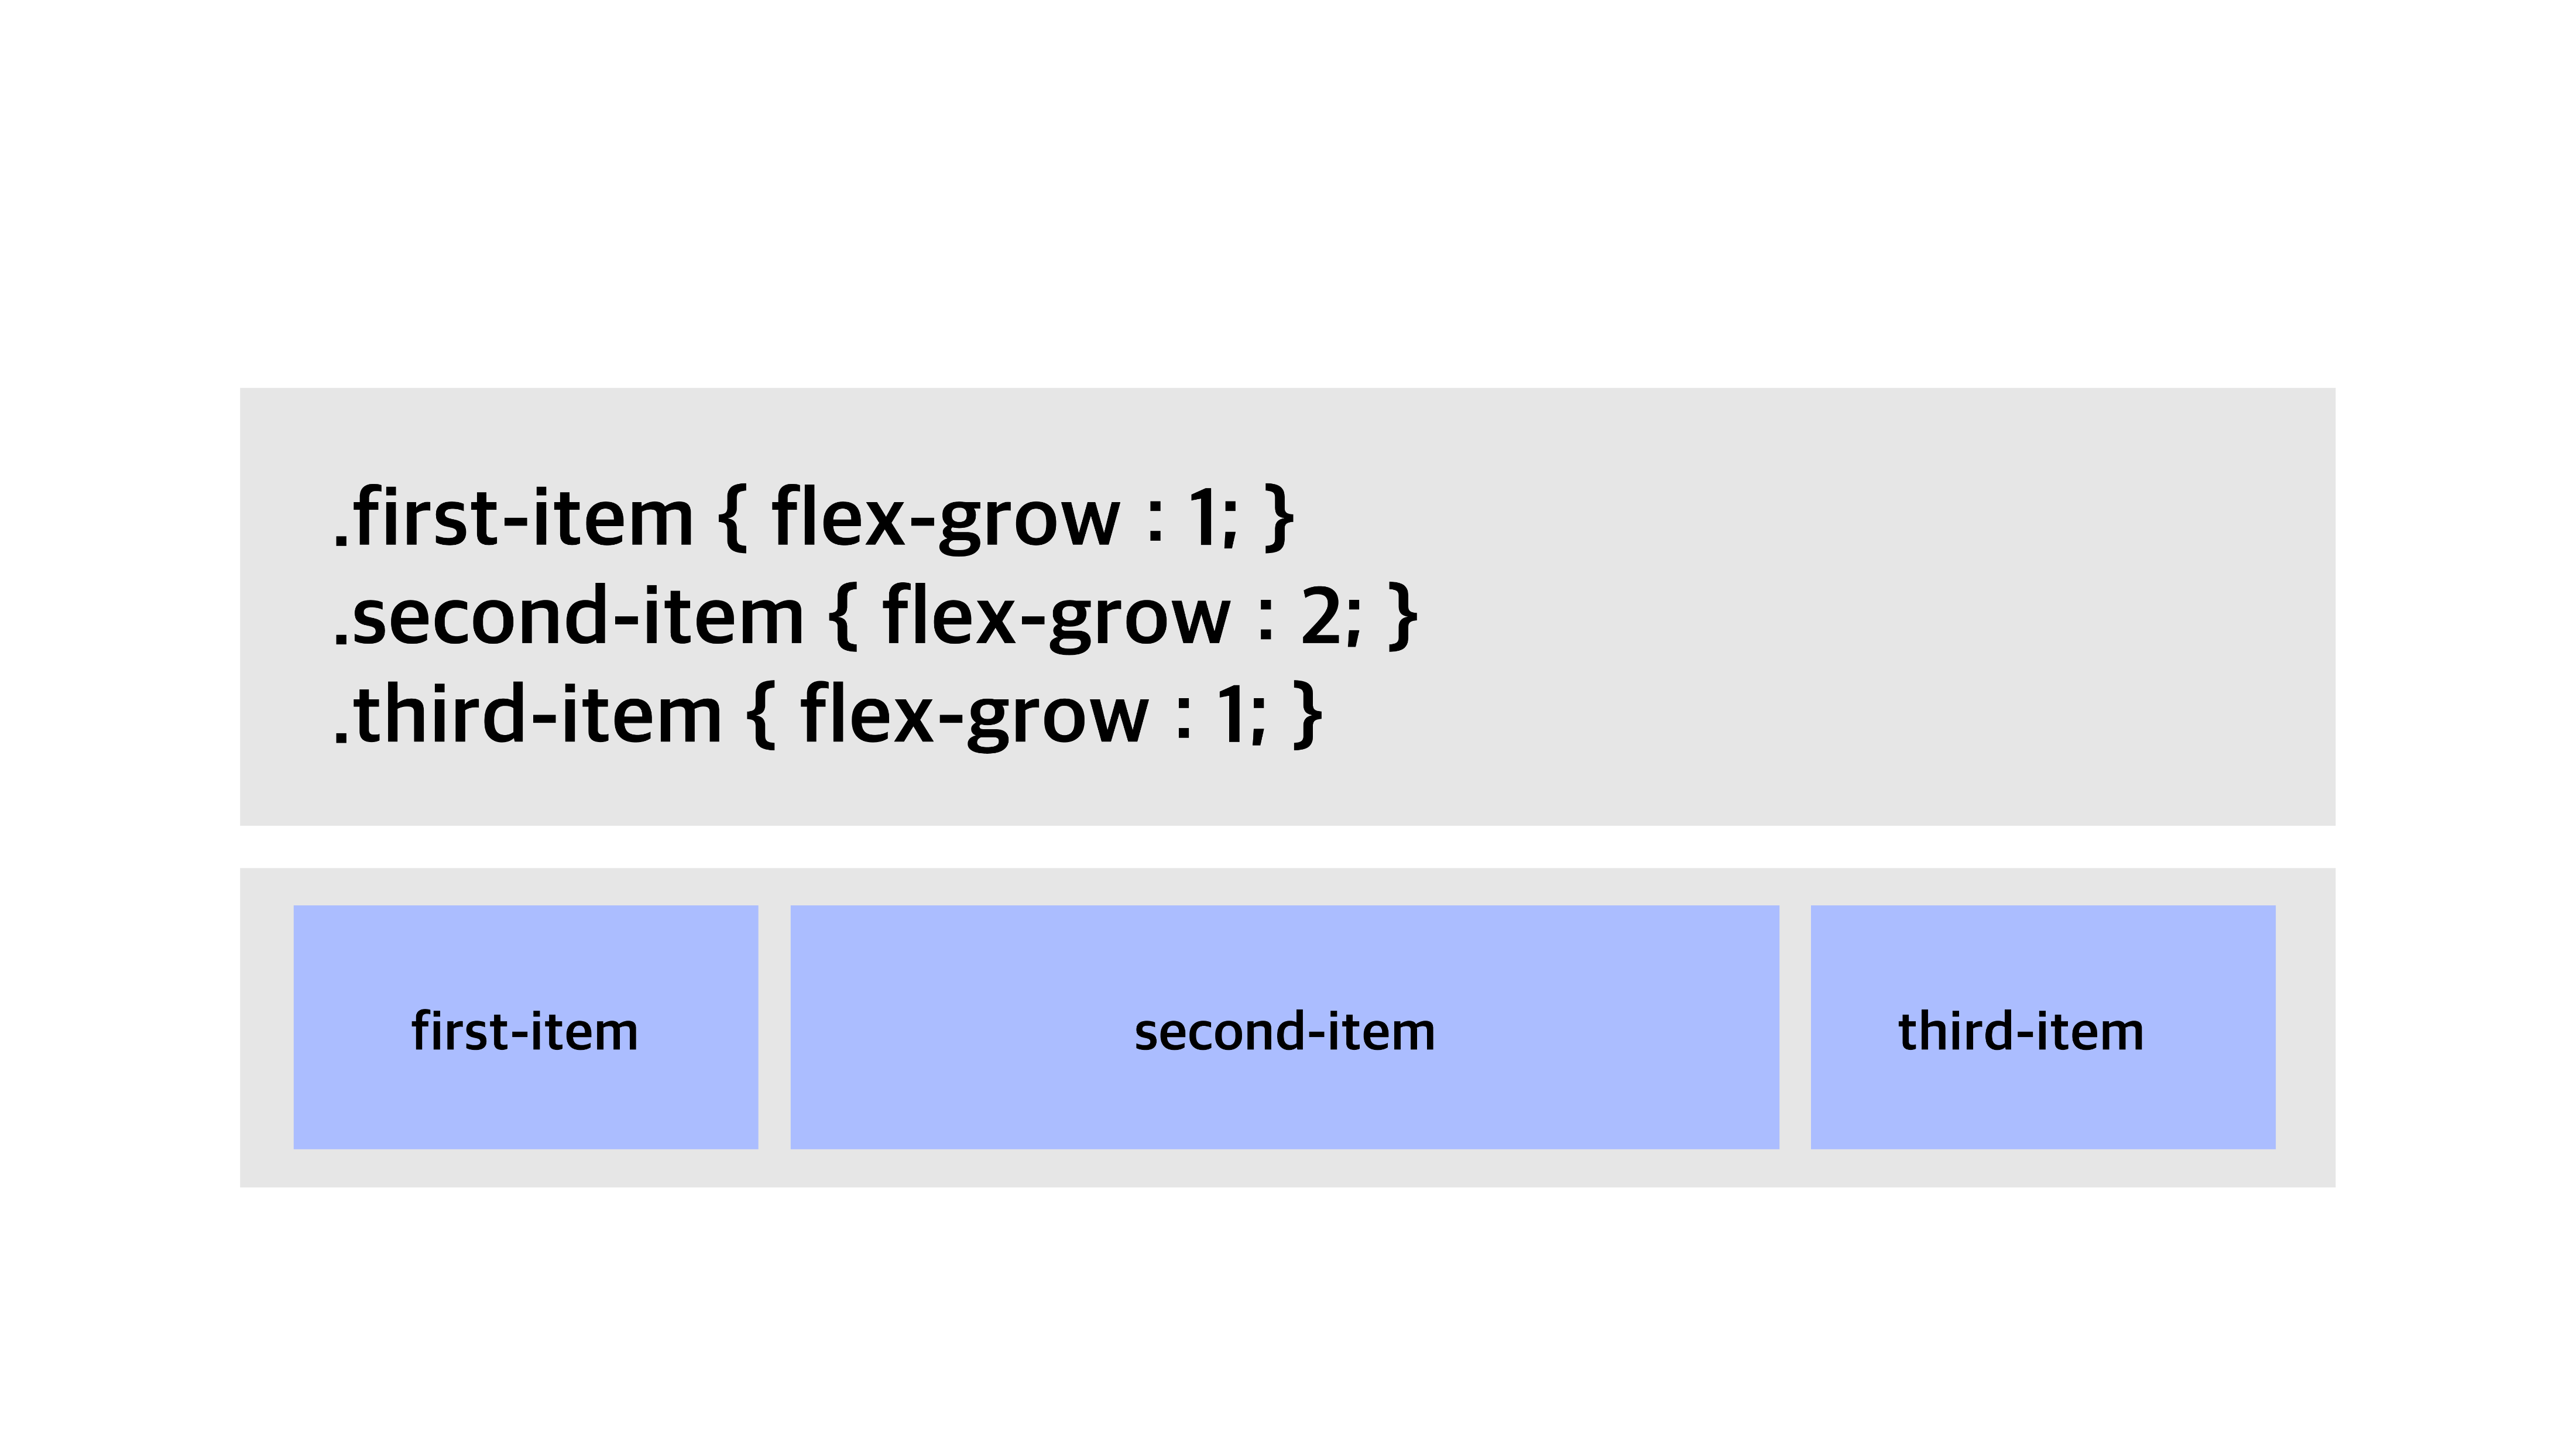 .first-item { flex-grow : 1; }
.second-item { flex-grow : 2; }
.third-item { flex-grow : 1; }
first-item
second-item
third-item